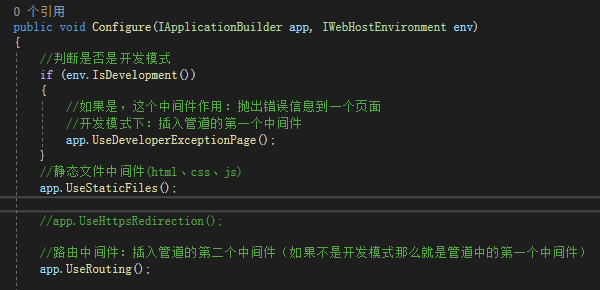 0 个引用
public void Configure(IApplicationBuilder app, IWebHostEnvironment env)
{
//判断是否是开发模式
if (env.IsDevelopment())
{
//如果是，这个中间件作用：抛出错误信息到一个页面
//开发模式下：插入管道的第一个中间件
app.UseDeveloperExceptionPage();
}
//静态文件中间件(html、css、js)
app.UseStaticFiles();
//app.UseHttpsRedirection();
//路由中间件：插入管道的第二个中间件（如果不是开发模式那么就是管道中的第一个中间件）
app.UseRouting();